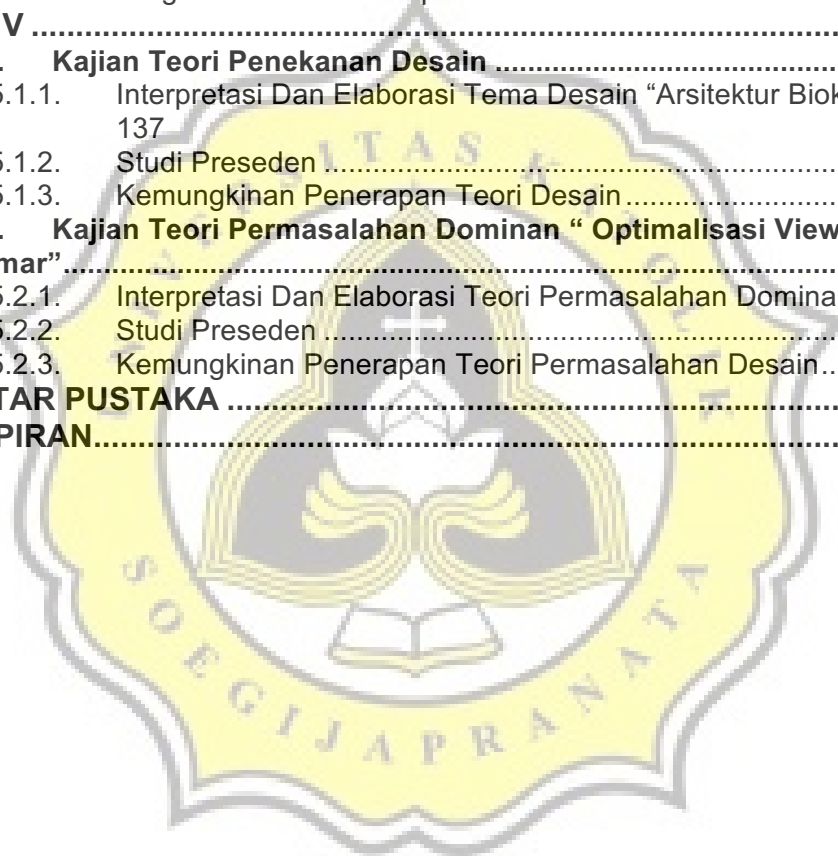 V ........................................................................
Kajian Teori Penekanan Desain ........................................
5.1.1. Interpretasi Dan Elaborasi Tema Desain “Arsitektur
137
5.1.2. Studi Preseden ........................................
5.1.3. Kemungkinan Penerapan Teori Desain ........................
Kajian Teori Permasalahan Dominan “ Optimalisasi View
mar” ........................................................................
5.2.1. Interpretasi Dan Elaborasi Teori Permasalahan
5.2.2. Studi Preseden ........................................
5.2.3. Kemungkinan Penerapan Teori Permasalahan Desain ..
TAR PUSTAKA ........................................................
PIRAN ........................................................................
UNIVERSITAS KATOLIK
SOEGIJAPRANATA